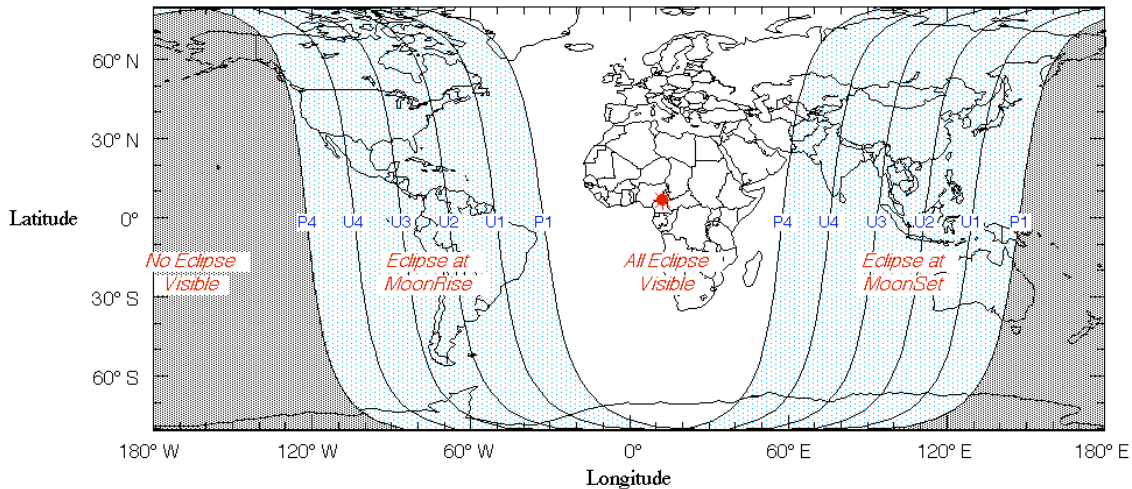 60° N
30° N
Latitude
0°
P4 U4 U3 U2 U1 P1 P4 U4 U3 U2 U1 P1
No Eclipse
Visible
Eclipse at
MoonRise
All Eclipse
Visible
Eclipse at
MoonSet
30° S
60° S
180° W 120° W 60° W 0° 60° E 120° E 180° E
Longitude